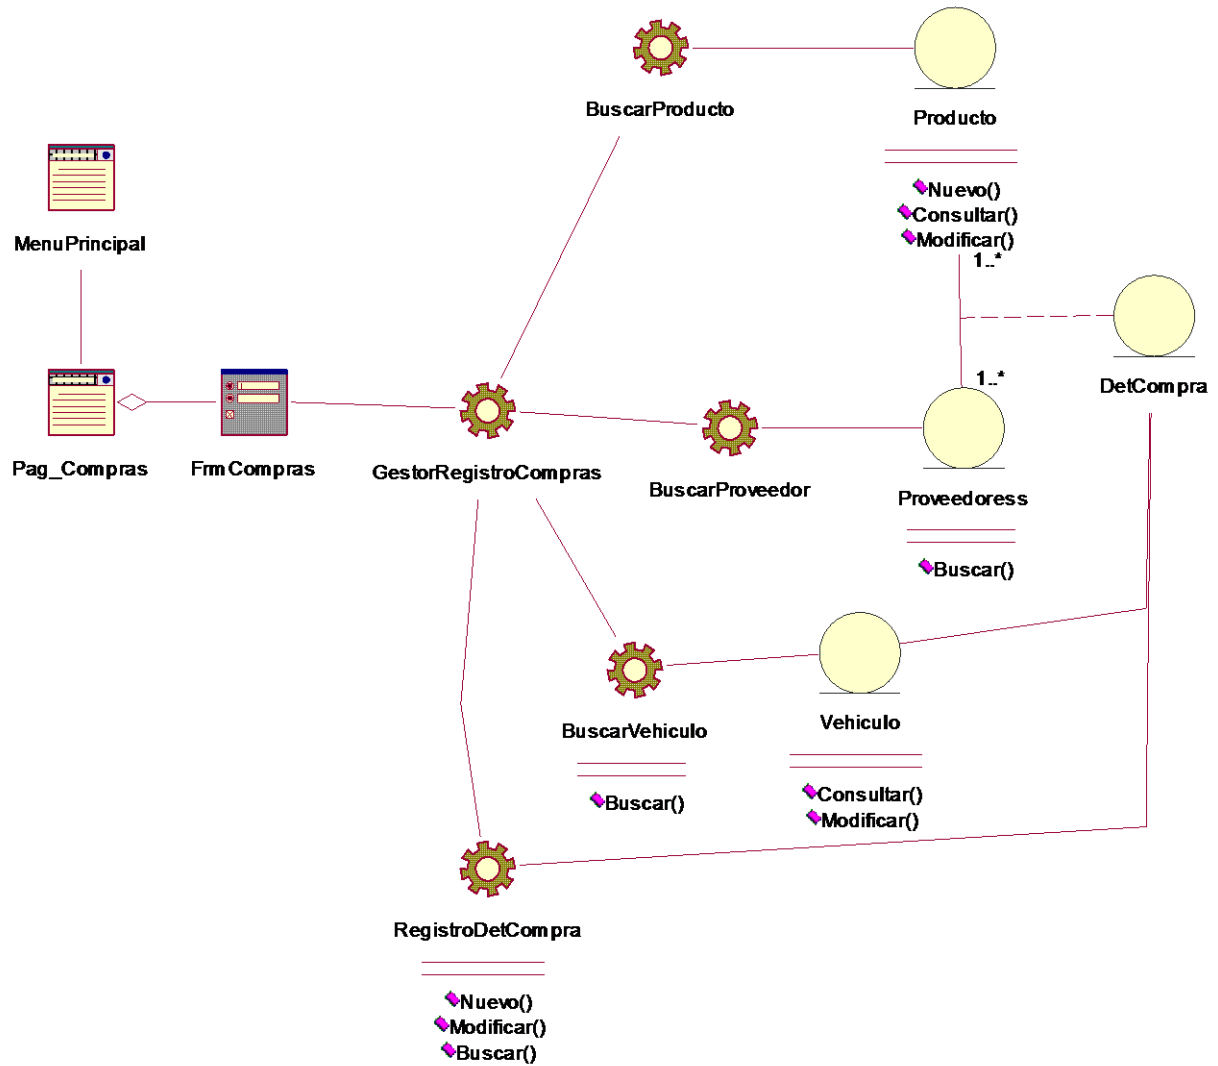 BuscarProducto
Producto
Nuevo()
Consultar()
Modificar()
1..*
MenuPrincipal
1..*
DetCompra
Pag_Compras
FrmCompras
GestorRegistroCompras
BuscarProveedor
Proveedoress
Buscar()
BuscarVehiculo
Buscar()
Vehiculo
Consultar()
Modificar()
RegistroDetCompra
Nuevo()
Modificar()
Buscar()